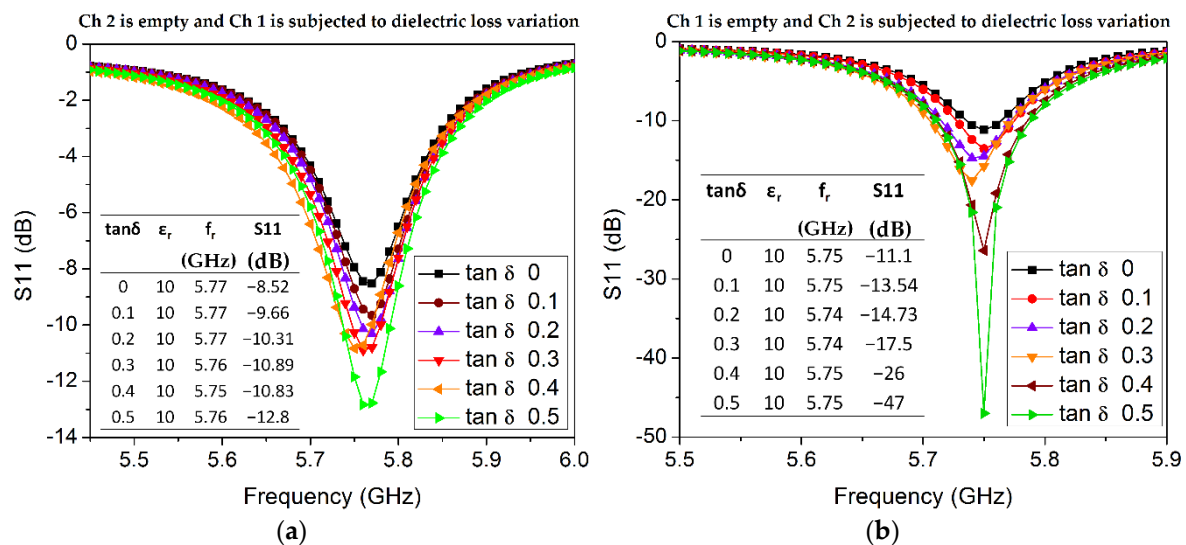 Ch 2 is empty and Ch 1 is subjected to dielectric loss variation
0
-2
-4
-6
-8
-10
-12
-14
S11 (dB)
5.5 5.6 5.7 5.8 5.9 6.0
Frequency (GHz)
tanδ εr fr S11
(GHz) (dB)
0 10 5.77 −8.52
0.1 10 5.77 −9.66
0.2 10 5.77 −10.31
0.3 10 5.76 −10.89
0.4 10 5.75 −10.83
0.5 10 5.76 −12.8
tan δ 0
tan δ 0.1
tan δ 0.2
tan δ 0.3
tan δ 0.4
tan δ 0.5
(a)
Ch 1 is empty and Ch 2 is subjected to dielectric loss variation
0
-10
-20
-30
-40
-50
S11 (dB)
5.5 5.6 5.7 5.8 5.9
Frequency (GHz)
tanδ εr fr S11
(GHz) (dB)
0 10 5.75 −11.1
0.1 10 5.75 −13.54
0.2 10 5.74 −14.73
0.3 10 5.74 −17.5
0.4 10 5.75 −26
0.5 10 5.75 −47
tan δ 0
tan δ 0.1
tan δ 0.2
tan δ 0.3
tan δ 0.4
tan δ 0.5
(b)